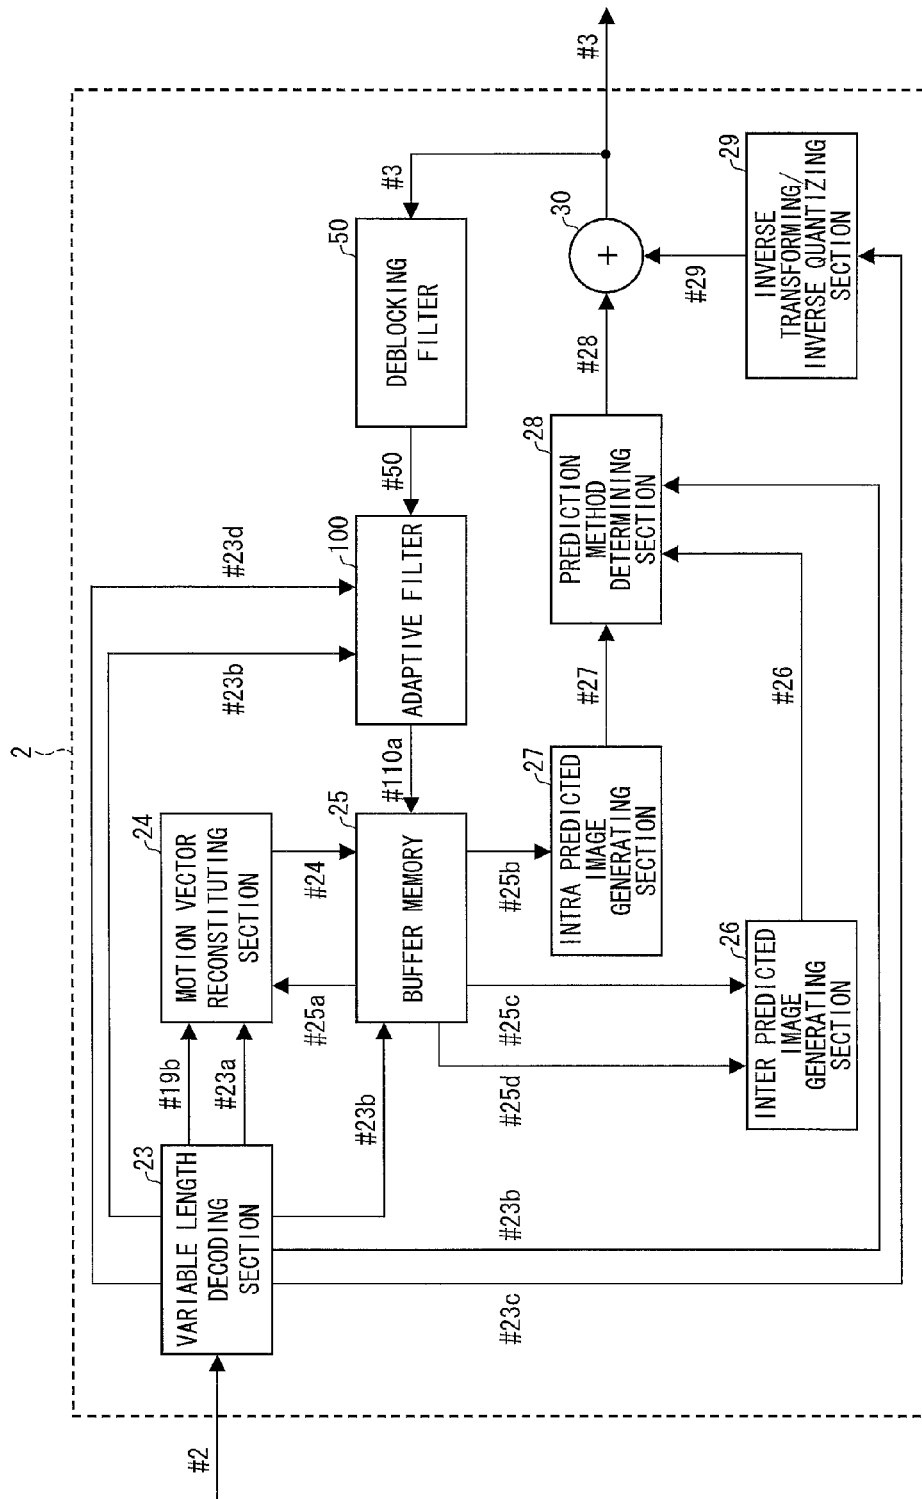 2
#2
23
VARIABLE LENGTH
DECODING
SECTION
#19b
#23a
#23b
#23b
#23c
24
MOTION VECTOR
RECONSTITUTING
SECTION
#25a
#24
25
BUFFER MEMORY
#25d
#25c
#25b
#110a
#23b
#23d
100
ADAPTIVE FILTER
#50
50
DEBLOCKING
FILTER
#3
26
INTER PREDICTED
IMAGE
GENERATING
SECTION
#26
27
INTRA PREDICTED
IMAGE
GENERATING
SECTION
#27
28
PREDICTION
METHOD
DETERMINING
SECTION
#28
30
+
#29
29
INVERSE
TRANSFORMING/
INVERSE QUANTIZING
SECTION
#3